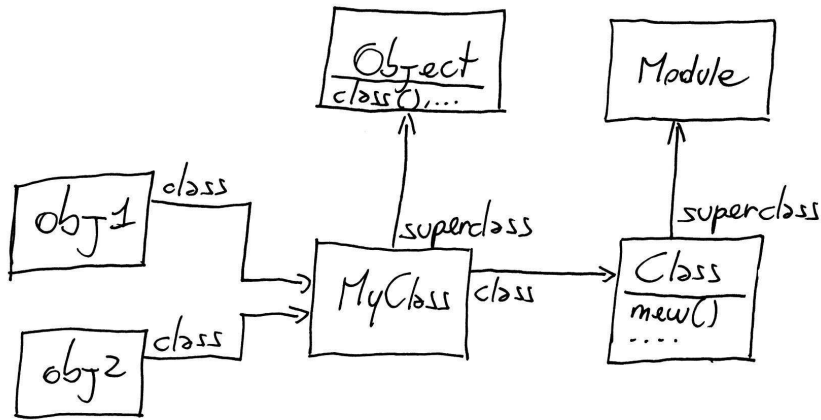 Object
class(),...
Module
class
obj1
superclass
superclass
MyClass
class
Class
new()
....
class
obj2